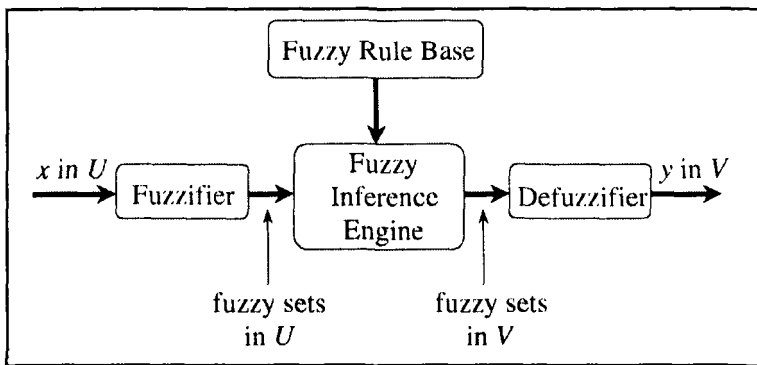 Fuzzy Rule Base
x in U
Fuzzifier
Fuzzy
Inference
Engine
Defuzzifier
y in V
fuzzy sets
in U
fuzzy sets
in V